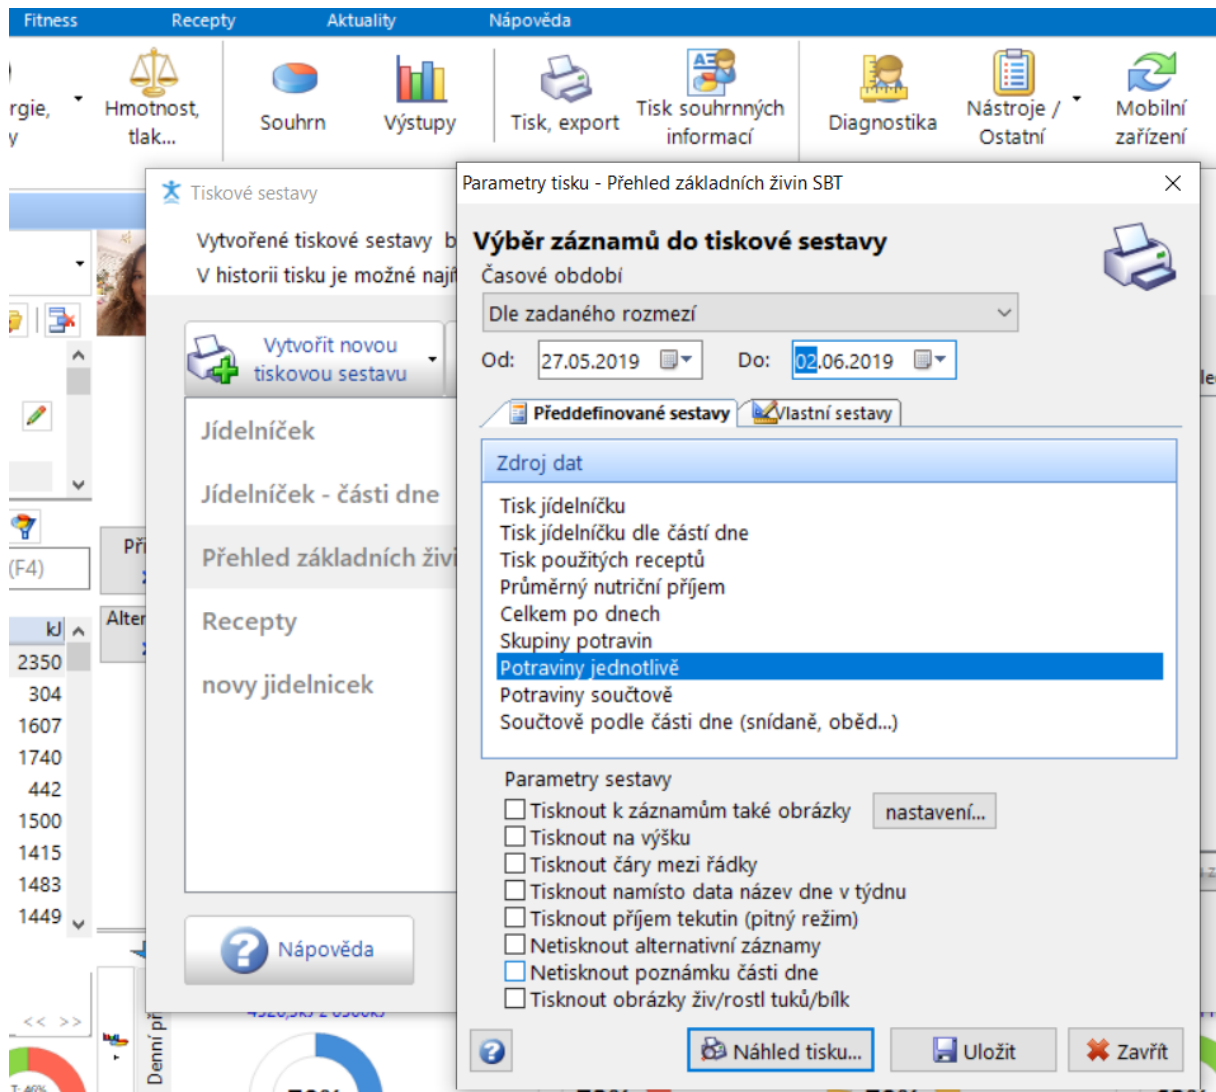 Fitness
Recepty
Aktuality
Nápověda
rgie,
y
Hmotnost,
tlak...
Souhrn
Výstupy
Tisk, export
Tisk souhrnných
informací
Diagnostika
Nástroje /
Ostatní
Mobilní
zařízení
Tiskové sestavy
Vytvořené tiskové sestavy b
V historii tisku je možné najít
Vytvořit novou
tiskovou sestavu
Jídelníček
Jídelníček - části dne
Přehled základních živi
Recepty
novy jidelnicek
Nápověda
(F4)
Při
Alter
kJ
2350
304
1607
1740
442
1500
1415
1483
1449
<< >>
Denní př
T: 46%
Parametry tisku - Přehled základních živin SBT
Výběr záznamů do tiskové sestavy
Časové období
Dle zadaného rozmezí
Od: 27.05.2019 Do: 02.06.2019
Předdefinované sestavy
Vlastní sestavy
Zdroj dat
Tisk jídelníčku
Tisk jídelníčku dle částí dne
Tisk použitých receptů
Průměrný nutriční příjem
Celkem po dnech
Skupiny potravin
Potraviny jednotlivě
Potraviny součtově
Součtově podle části dne (snídaně, oběd...)
Parametry sestavy
Tisknout k záznamům také obrázky
nastavení...
Tisknout na výšku
Tisknout čáry mezi řádky
Tisknout namísto data název dne v týdnu
Tisknout příjem tekutin (pitný režim)
Netisknout alternativní záznamy
Netisknout poznámku části dne
Tisknout obrázky živ/rostl tuků/bílk
Náhled tisku...
Uložit
Zavřít